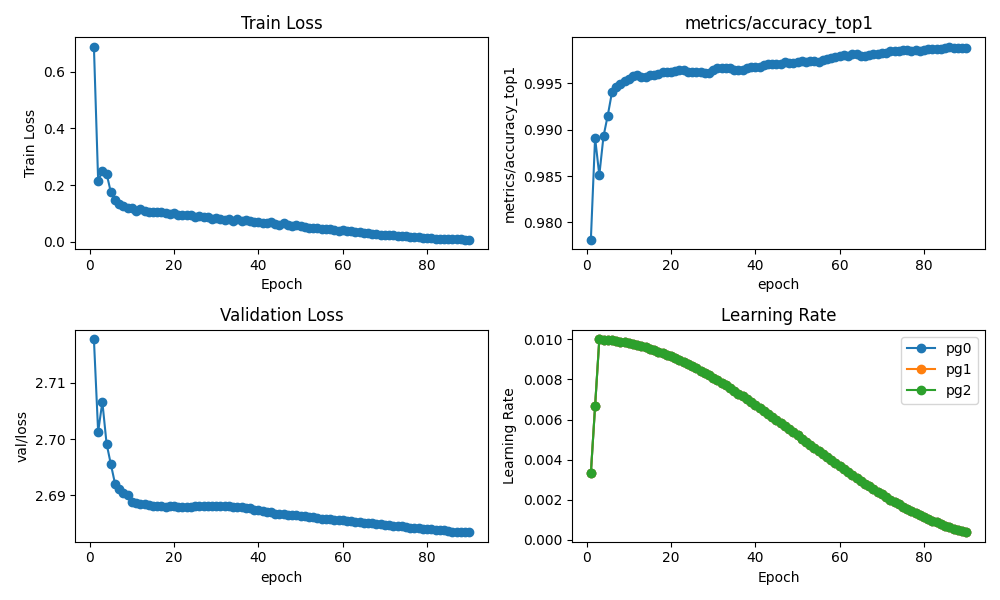 Train Loss
Train Loss
0.6
0.4
0.2
0.0
0 20 40 60 80
Epoch
metrics/accuracy_top1
metrics/accuracy_top1
0.995
0.990
0.985
0.980
0 20 40 60 80
epoch
Validation Loss
val/loss
2.71
2.70
2.69
0 20 40 60 80
epoch
Learning Rate
Learning Rate
0.010
0.008
0.006
0.004
0.002
0.000
pg0
pg1
pg2
0 20 40 60 80
Epoch